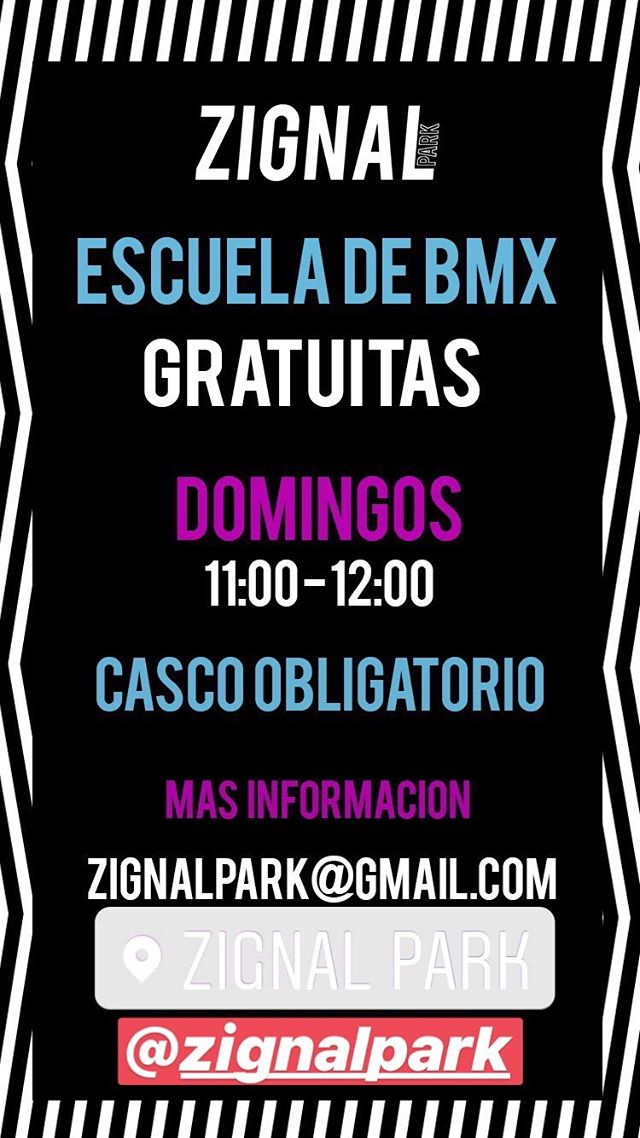 ZIGNAL PARK
ESCUELA DE BMX
GRATUITAS
DOMINGOS
11:00 - 12:00
CASCO OBLIGATORIO
MAS INFORMACION
ZIGNALPARK@GMAIL.COM
ZIGNAL PARK
@zignalpark